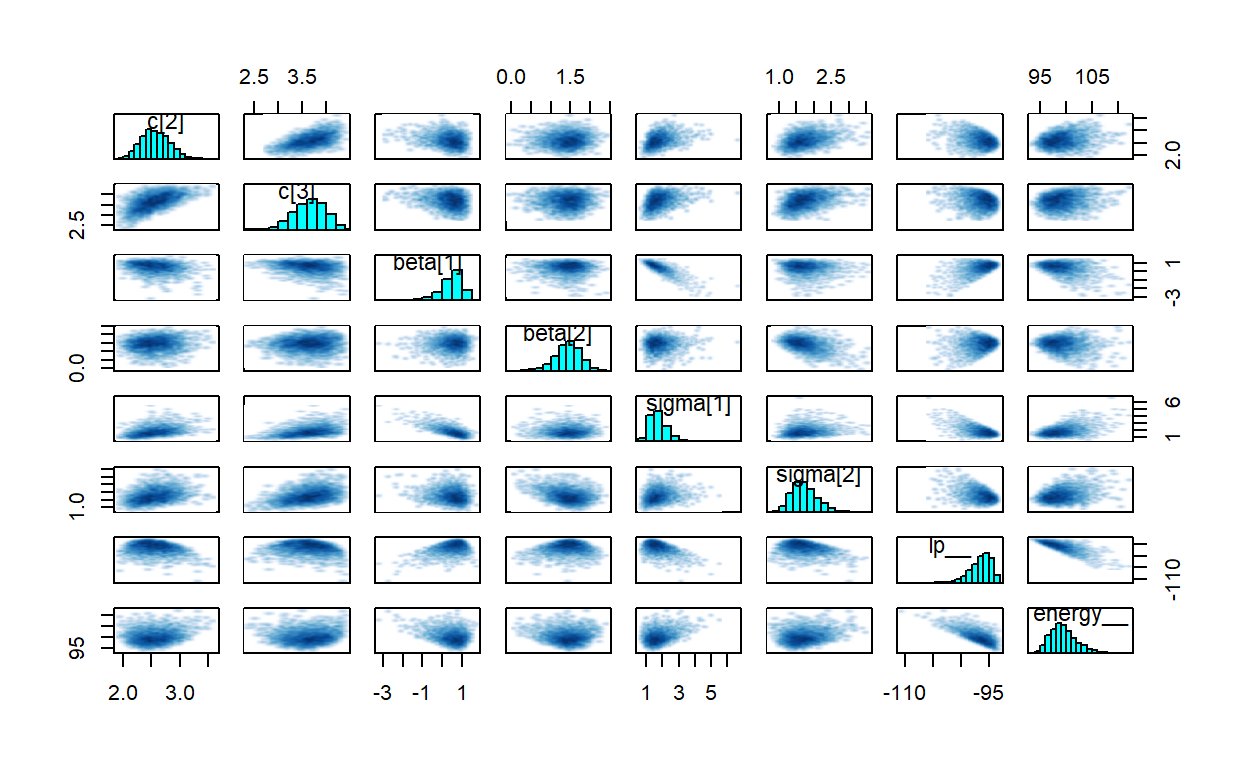 2.5 3.5 0.0 1.5 1.0 2.5 95 105
c[2] 2.0
2.5 c[3]
beta[1] 1 -3
0.0 beta[2]
sigma[1] 6 1
1.0 sigma[2]
lp__ -110
95 energy__
2.0 3.0 -3 -1 1 1 3 5 -110 -95